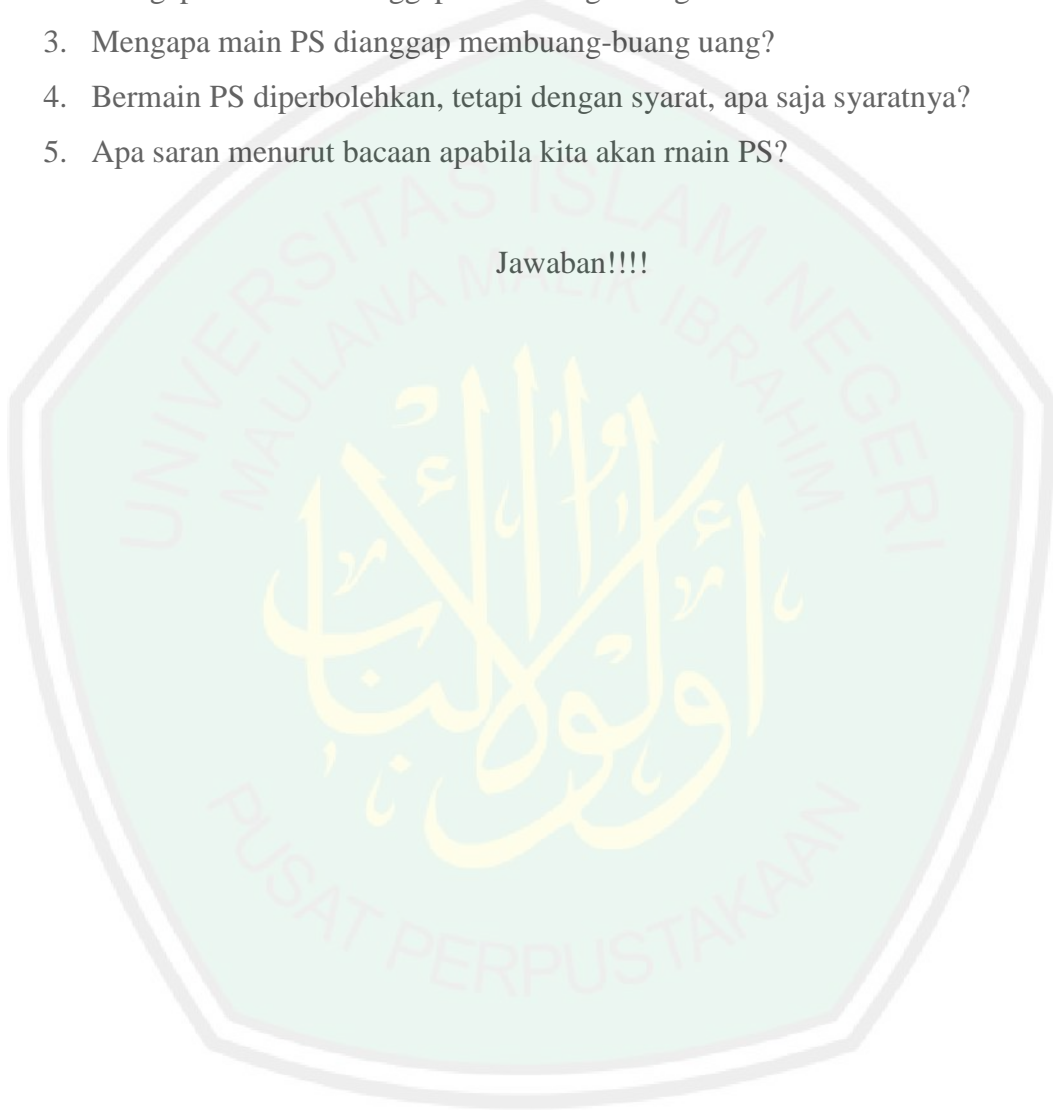 3. Mengapa main PS dianggap membuang-buang uang?
4. Bermain PS diperbolehkan, tetapi dengan syarat, apa saja syaratnya?
5. Apa saran menurut bacaan apabila kita akan rnain PS?
Jawaban!!!!
UNIVERSITAS ISLAM NEGERI
MAULANA MALIK IBRAHIM
أولوا الألباب
PUSAT PERPUSTAKAAN